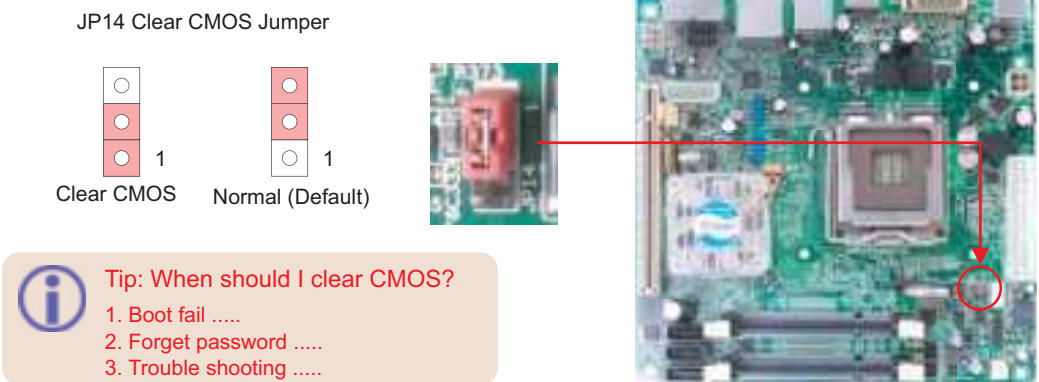 JP14 Clear CMOS Jumper
1
Clear CMOS
1
Normal (Default)
JP14
Tip: When should I clear CMOS?
1. Boot fail .....
2. Forget password .....
3. Trouble shooting .....